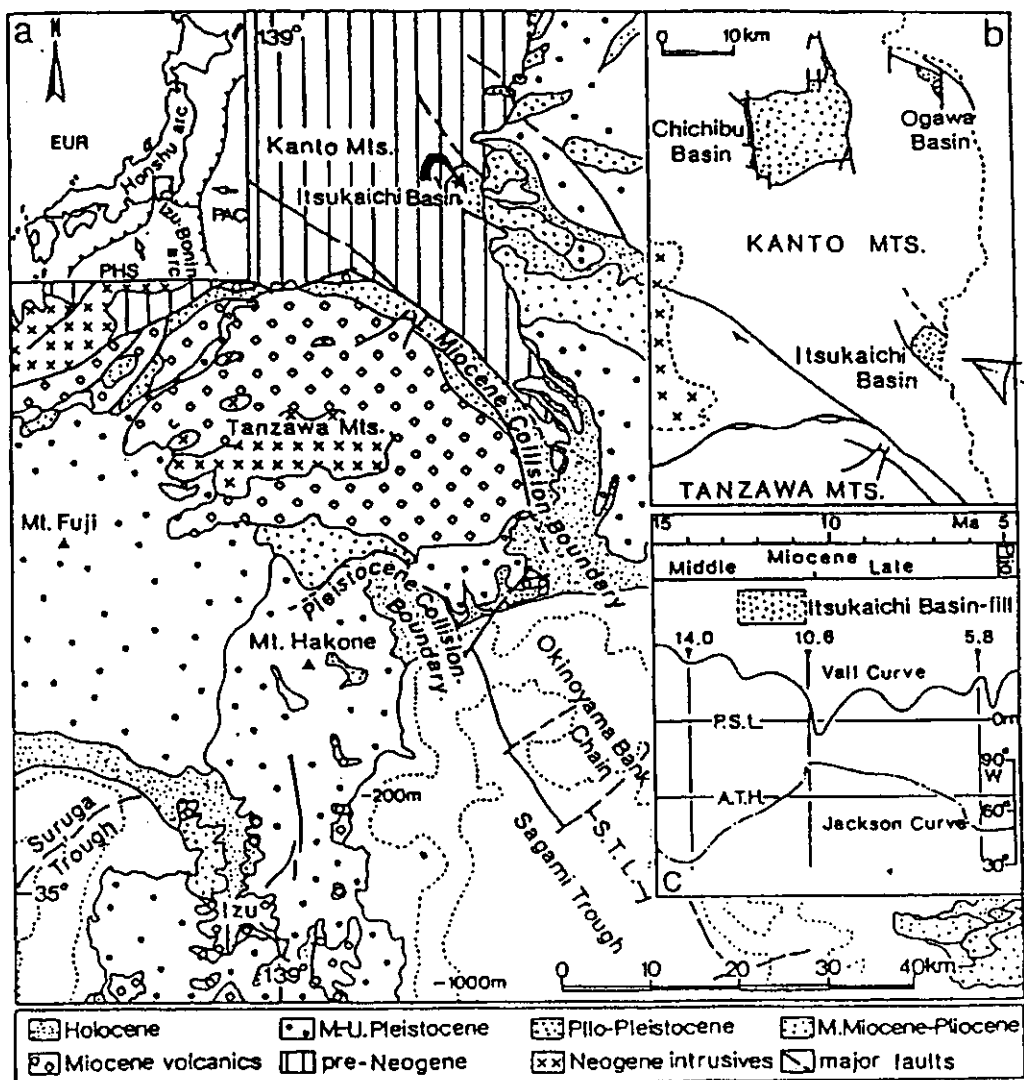 a
N
139°
EUR
Honshu arc
Izu-Bonin arc
PAC
PHS
Kanto Mts.
Itsukaichi Basin
Miocene Collision Boundary
Tanzawa Mts.
Mt. Fuji
Pleistocene Collision Boundary
Mt. Hakone
Okinoyama Bank Chain
S. T. L.
Sagami Trough
Suruga Trough
-200m
35°
Izu
139°
-1000m
0 10 20 30 40km
b
0 10km
Chichibu Basin
Ogawa Basin
KANTO MTS.
Itsukaichi Basin
TANZAWA MTS.
15 10 Ma 5
Miocene
Middle Late Plio
Itsukaichi Basin-fill
14.0 10.6 5.8
Vail Curve
P.S.L. 0m
90°
W
A.T.H. 60°
Jackson Curve
30°
c
Holocene M-U.Pleistocene Plio-Pleistocene M.Miocene-Pliocene
Miocene volcanics pre-Neogene Neogene intrusives major faults